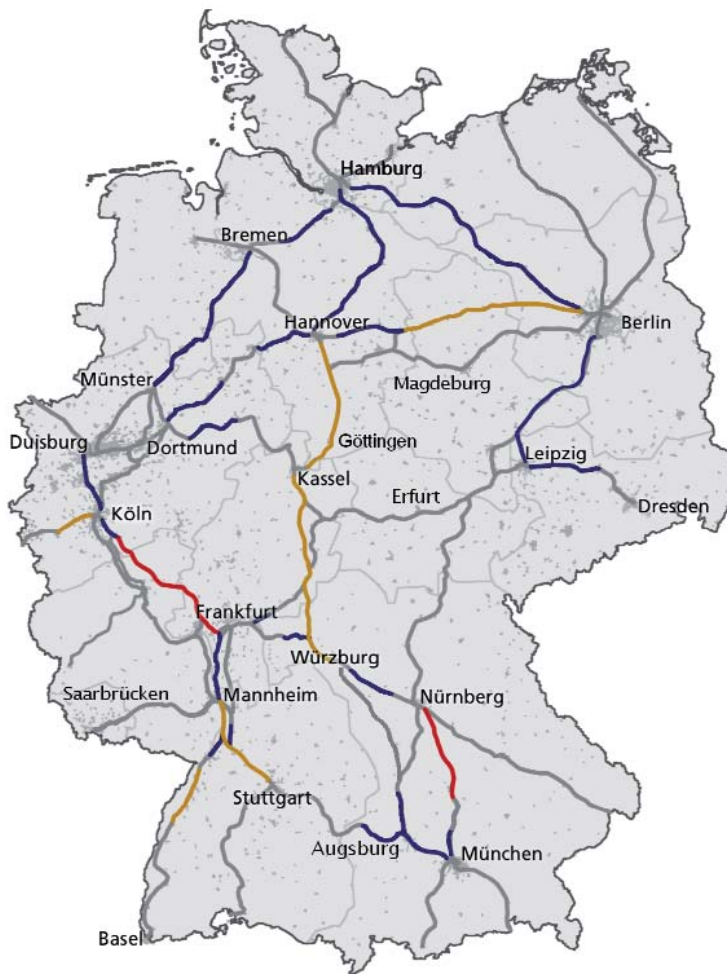 Hamburg
Bremen
Hannover
Berlin
Münster
Magdeburg
Duisburg
Dortmund
Göttingen
Leipzig
Kassel
Erfurt
Dresden
Köln
Frankfurt
Würzburg
Saarbrücken
Mannheim
Nürnberg
Stuttgart
Augsburg
München
Basel